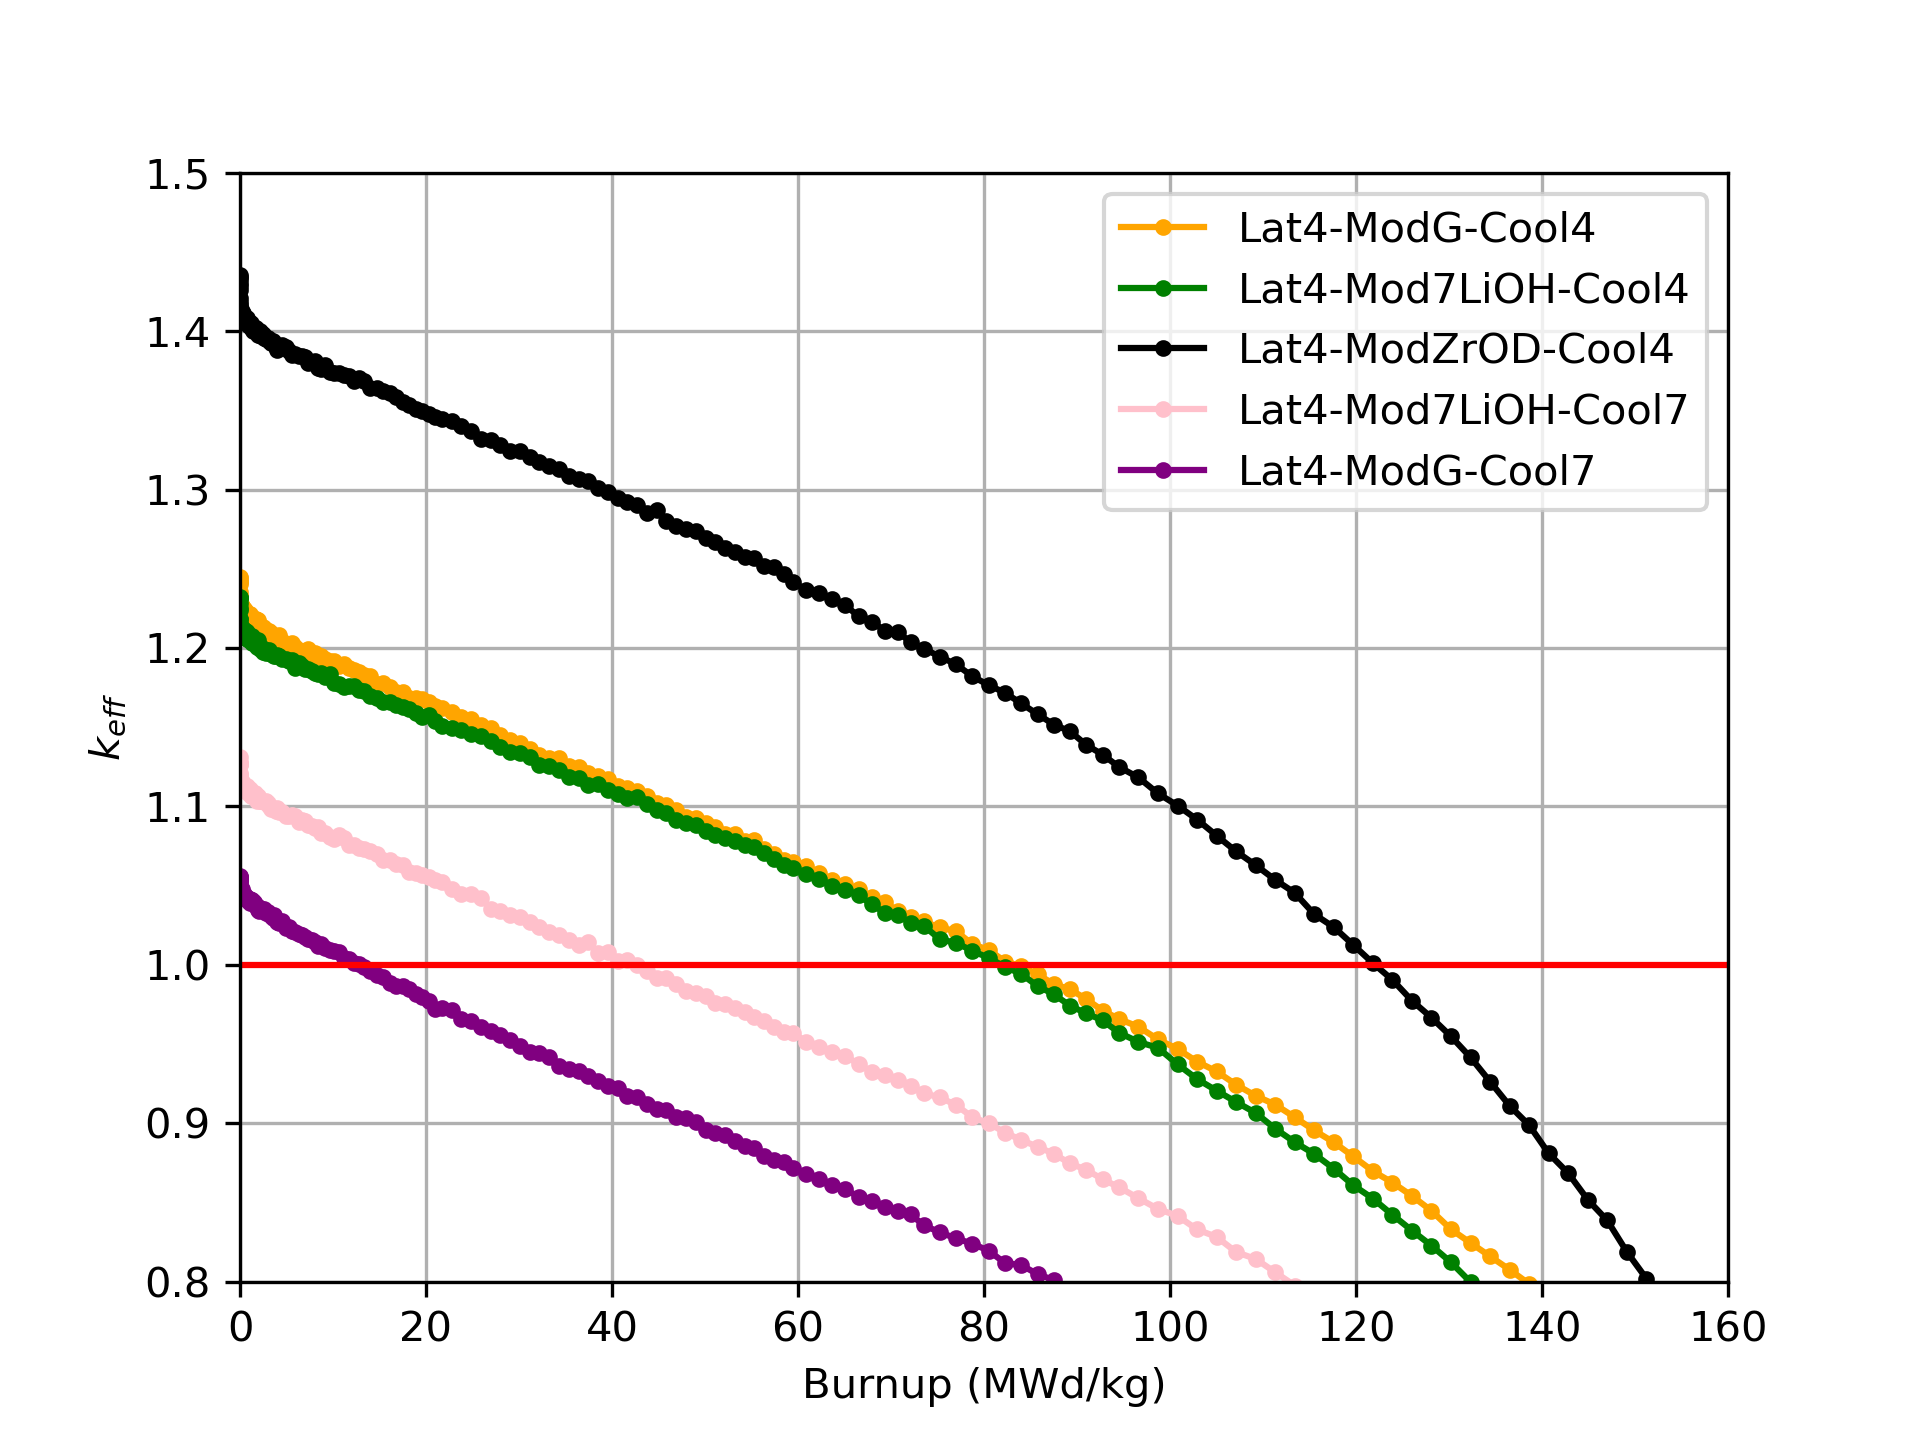 1.5
1.4
1.3
1.2
1.1
1.0
0.9
0.8
k_eff
Lat4-ModG-Cool4
Lat4-Mod7LiOH-Cool4
Lat4-ModZrOD-Cool4
Lat4-Mod7LiOH-Cool7
Lat4-ModG-Cool7
0 20 40 60 80 100 120 140 160
Burnup (MWd/kg)